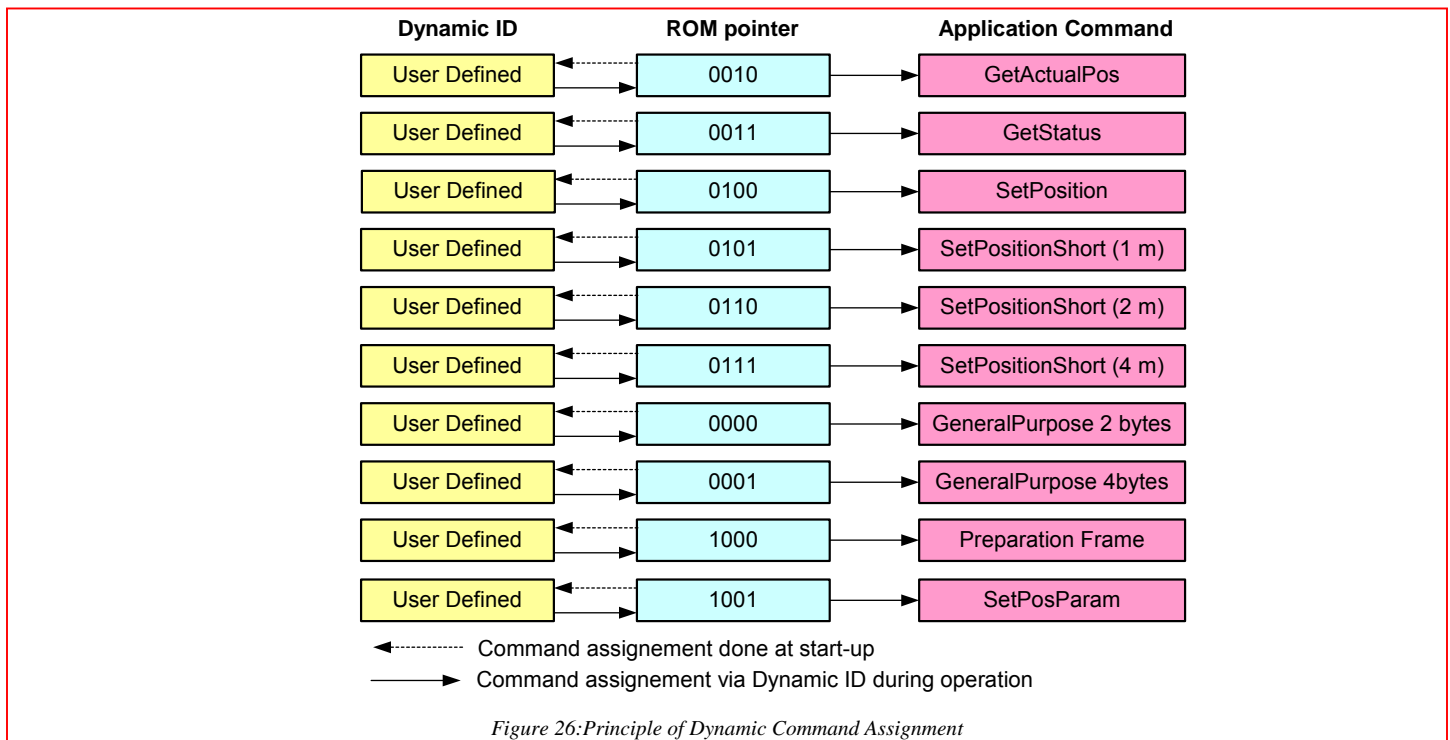 Dynamic ID ROM pointer Application Command
User Defined 0010 GetActualPos
User Defined 0011 GetStatus
User Defined 0100 SetPosition
User Defined 0101 SetPositionShort (1 m)
User Defined 0110 SetPositionShort (2 m)
User Defined 0111 SetPositionShort (4 m)
User Defined 0000 GeneralPurpose 2 bytes
User Defined 0001 GeneralPurpose 4bytes
User Defined 1000 Preparation Frame
User Defined 1001 SetPosParam
Command assignement done at start-up
Command assignement via Dynamic ID during operation
Figure 26:Principle of Dynamic Command Assignment